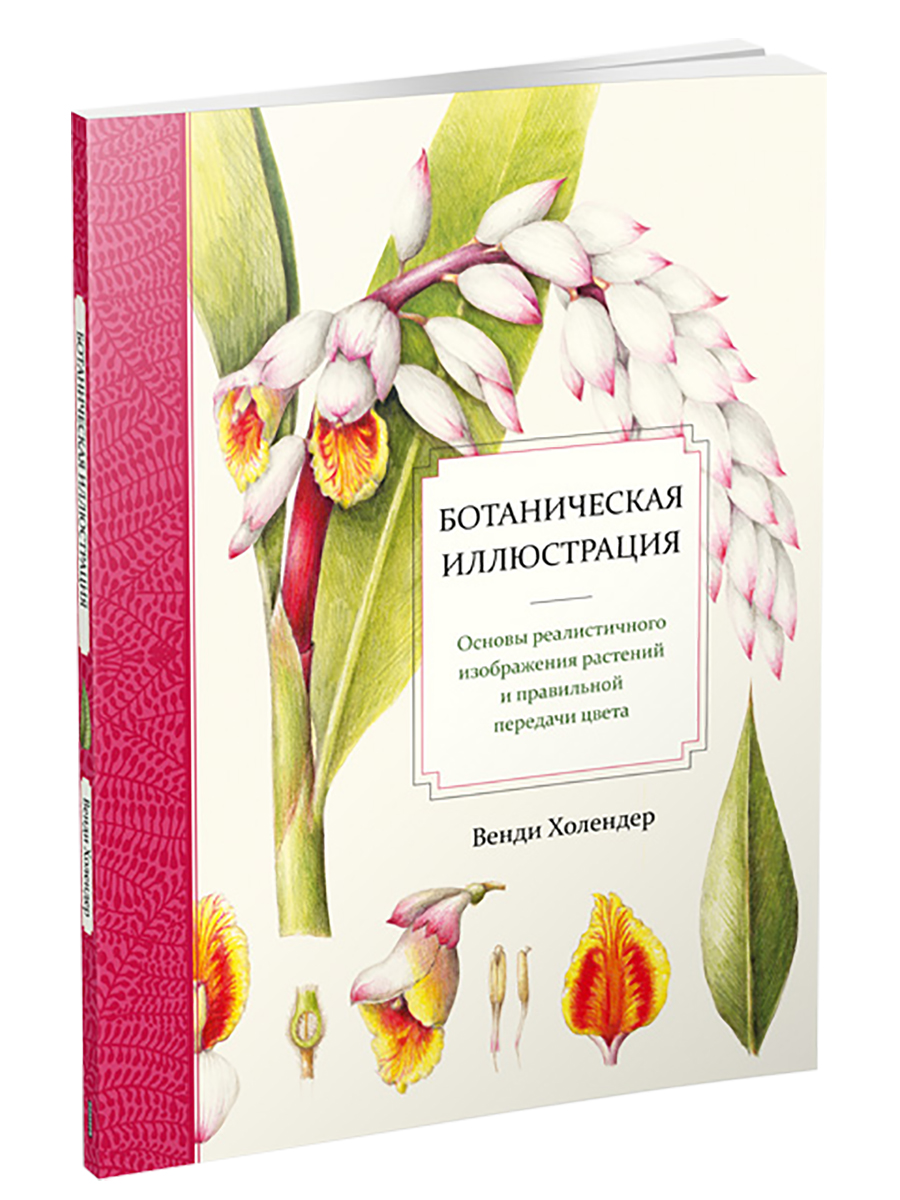 БОТАНИЧЕСКАЯ
ИЛЛЮСТРАЦИЯ
Основы реалистичного
изображения растений
и правильной
передачи цвета
Венди Холендер
БОТАНИЧЕСКАЯ ИЛЛЮСТРАЦИЯ
Венди Холендер